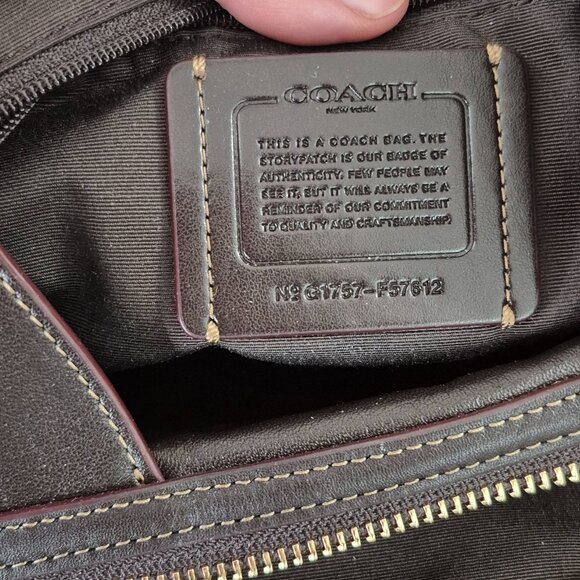 COACH
NEW YORK
THIS IS A COACH BAG. THE
STORYPATCH IS OUR BADGE OF
AUTHENTICITY. FEW PEOPLE MAY
SEE IT, BUT IT WILL ALWAYS BE A
REMINDER OF OUR COMMITMENT
TO QUALITY AND CRAFTSMANSHIP.
Nº G1757-F57612